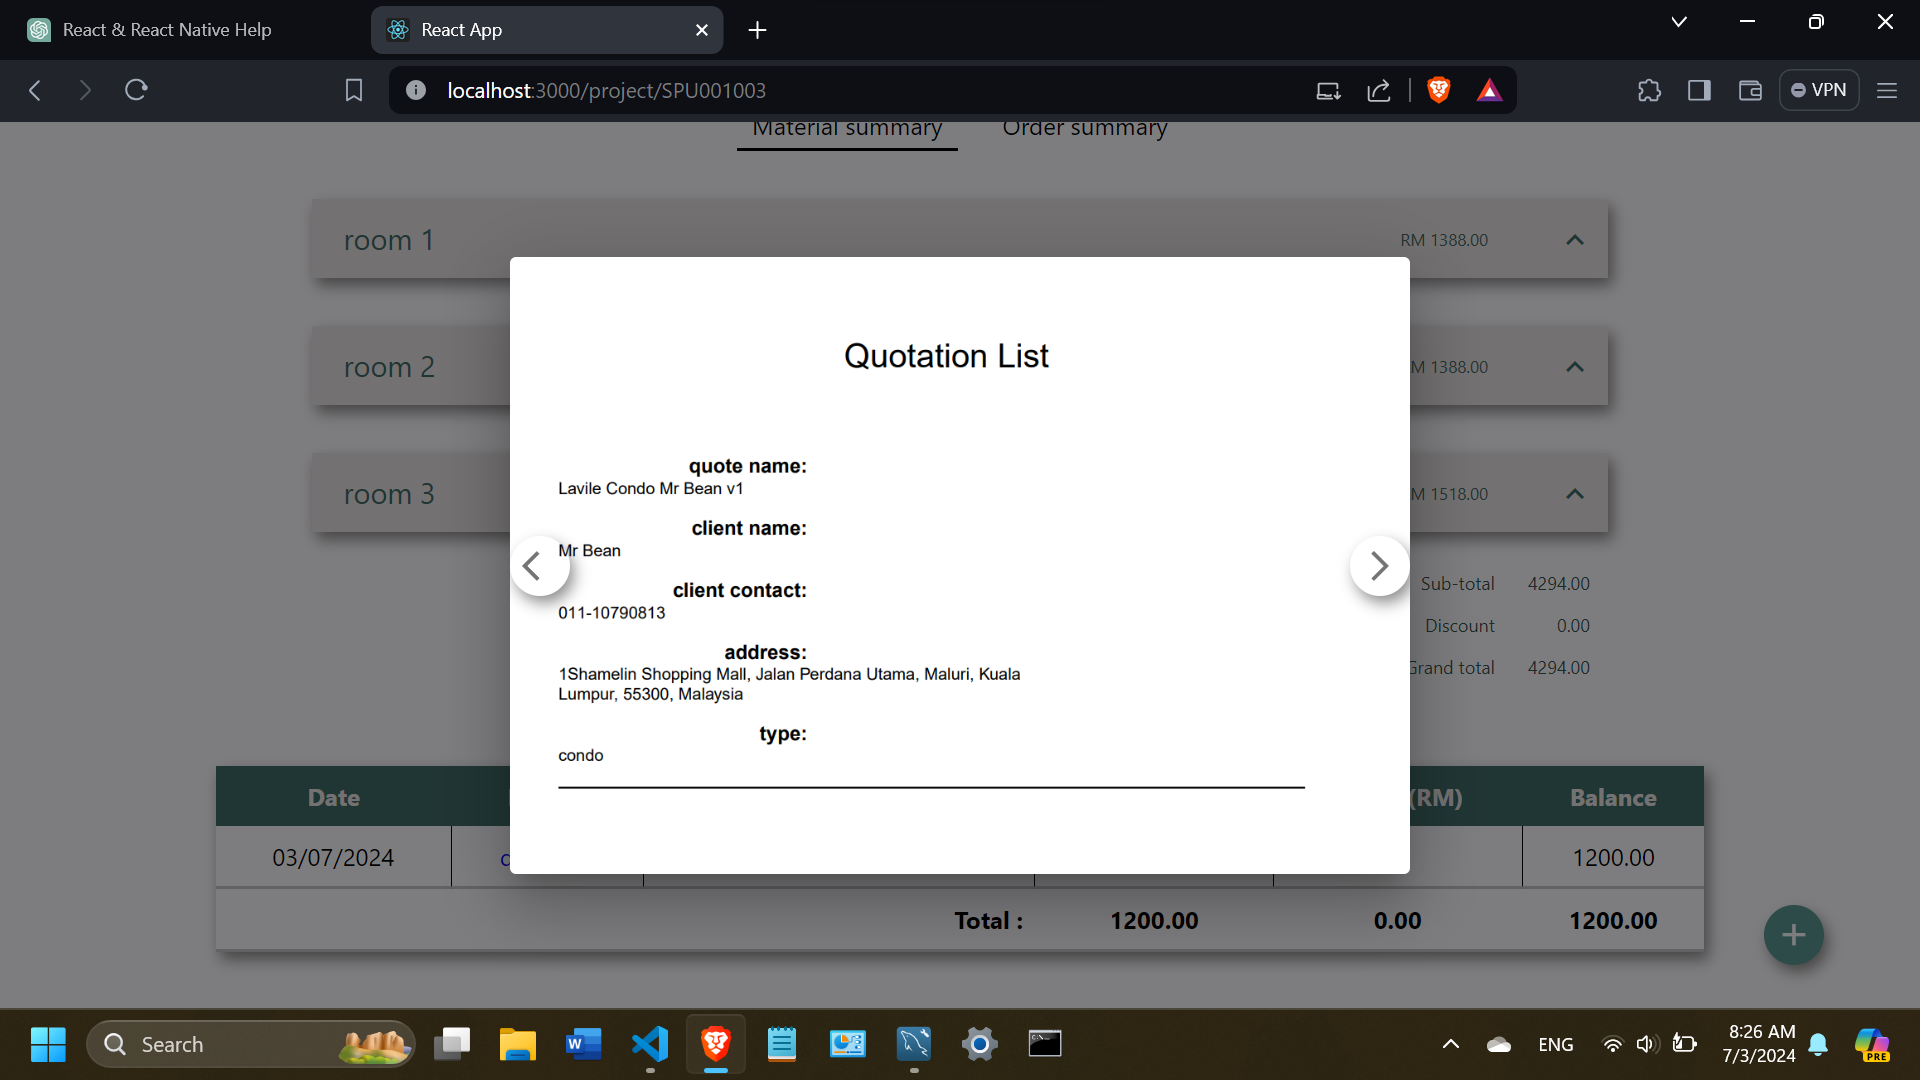 React & React Native Help
React App
localhost:3000/project/SPU001003
VPN
Material summary Order summary
room 1 RM 1388.00
room 2 M 1388.00
room 3 M 1518.00
Quotation List
quote name:
Lavile Condo Mr Bean v1
client name:
Mr Bean
client contact:
011-10790813
address:
1Shamelin Shopping Mall, Jalan Perdana Utama, Maluri, Kuala
Lumpur, 55300, Malaysia
type:
condo
Sub-total 4294.00
Discount 0.00
Grand total 4294.00
Date (RM) Balance
03/07/2024 1200.00
Total : 1200.00 0.00 1200.00
Search
ENG
8:26 AM
7/3/2024
PRE